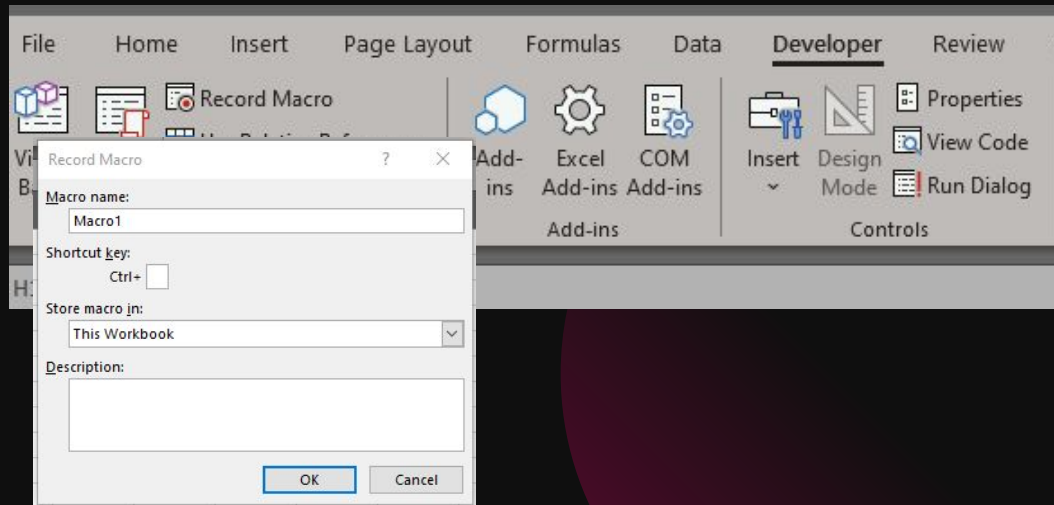 File Home Insert Page Layout Formulas Data Developer Review
Record Macro
Properties
View Code
Add-ins
Excel Add-ins
COM Add-ins
Insert
Design Mode
Run Dialog
Add-ins
Controls
Record Macro ? ×
Macro name:
Macro1
Shortcut key:
Ctrl+
Store macro in:
This Workbook
Description:
OK Cancel